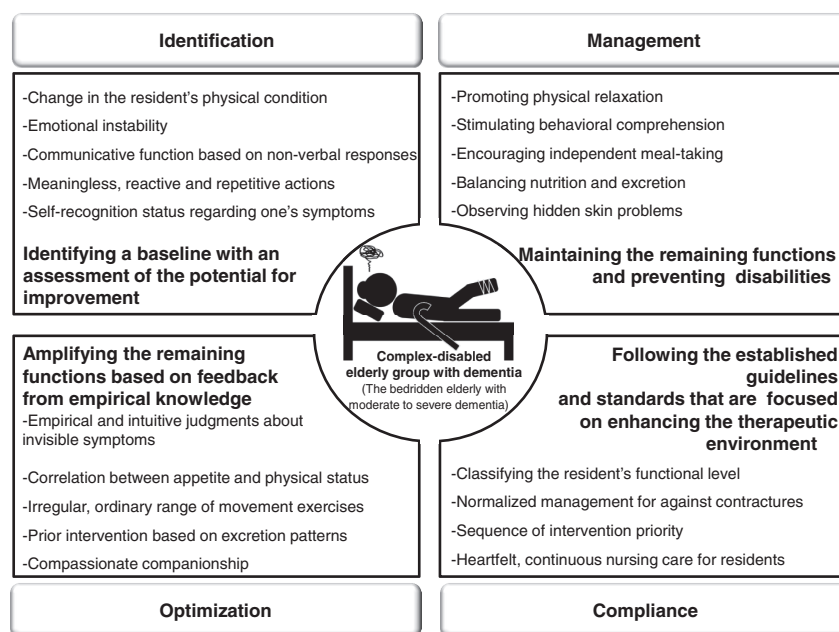 Identification
-Change in the resident's physical condition
-Emotional instability
-Communicative function based on non-verbal responses
-Meaningless, reactive and repetitive actions
-Self-recognition status regarding one's symptoms
Identifying a baseline with an
assessment of the potential for
improvement
Management
-Promoting physical relaxation
-Stimulating behavioral comprehension
-Encouraging independent meal-taking
-Balancing nutrition and excretion
-Observing hidden skin problems
Maintaining the remaining functions
and preventing disabilities
Complex-disabled
elderly group with dementia
(The bedridden elderly with
moderate to severe dementia)
Amplifying the remaining
functions based on feedback
from empirical knowledge
-Empirical and intuitive judgments about
invisible symptoms
-Correlation between appetite and physical status
-Irregular, ordinary range of movement exercises
-Prior intervention based on excretion patterns
-Compassionate companionship
Optimization
Following the established
guidelines
and standards that are focused
on enhancing the therapeutic
environment
-Classifying the resident's functional level
-Normalized management for against contractures
-Sequence of intervention priority
-Heartfelt, continuous nursing care for residents
Compliance